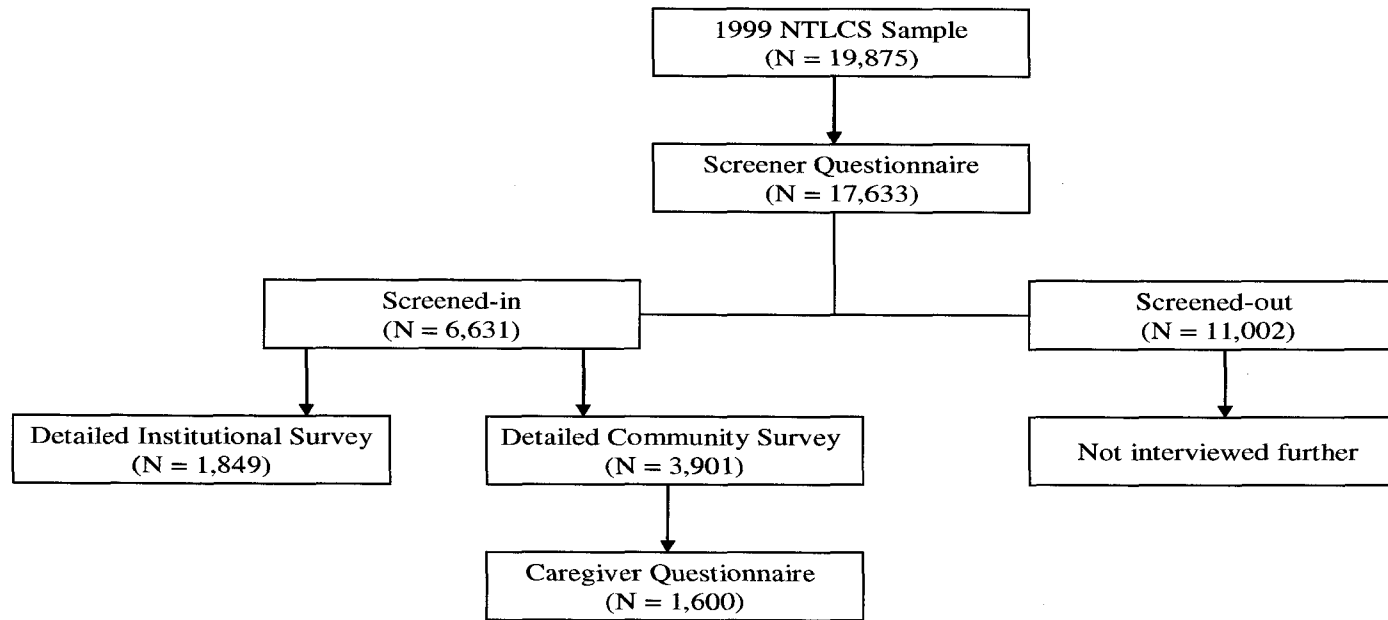 1999 NTLCS Sample
(N = 19,875)
Screener Questionnaire
(N = 17,633)
Screened-in
(N = 6,631)
Screened-out
(N = 11,002)
Detailed Institutional Survey
(N = 1,849)
Detailed Community Survey
(N = 3,901)
Not interviewed further
Caregiver Questionnaire
(N = 1,600)